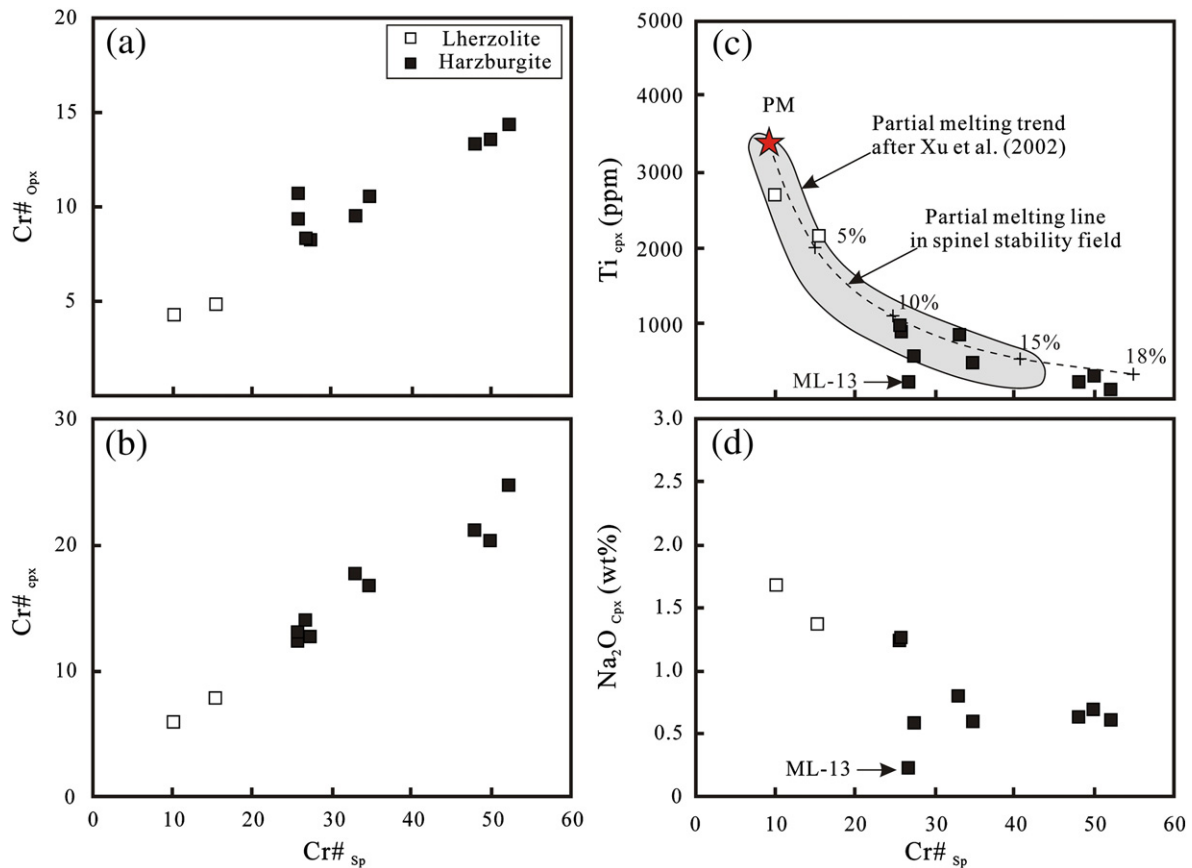 (a)
Lherzolite
Harzburgite
20
15
10
5
Cr# Opx
(b)
30
20
10
0
Cr# cpx
0 10 20 30 40 50 60
Cr# Sp
(c)
5000
4000
3000
2000
1000
Ti cpx (ppm)
PM
Partial melting trend
after Xu et al. (2002)
Partial melting line
in spinel stability field
5%
10%
15%
18%
ML-13
(d)
3.0
2.5
2.0
1.5
1.0
0.5
0
Na2O Cpx (wt%)
ML-13
0 10 20 30 40 50 60
Cr# Sp